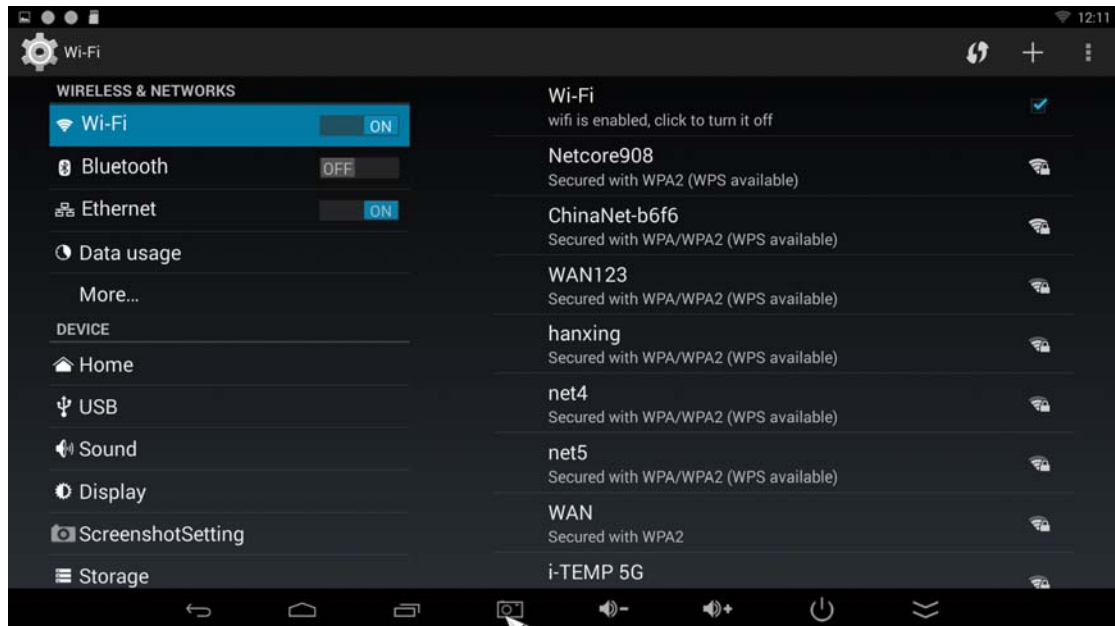 12:11
Wi-Fi
WIRELESS & NETWORKS
Wi-Fi ON
Bluetooth OFF
Ethernet ON
Data usage
More...
DEVICE
Home
USB
Sound
Display
ScreenshotSetting
Storage
Wi-Fi
wifi is enabled, click to turn it off
Netcore908
Secured with WPA2 (WPS available)
ChinaNet-b6f6
Secured with WPA/WPA2 (WPS available)
WAN123
Secured with WPA/WPA2 (WPS available)
hanxing
Secured with WPA/WPA2 (WPS available)
net4
Secured with WPA/WPA2 (WPS available)
net5
Secured with WPA/WPA2 (WPS available)
WAN
Secured with WPA2
i-TEMP 5G